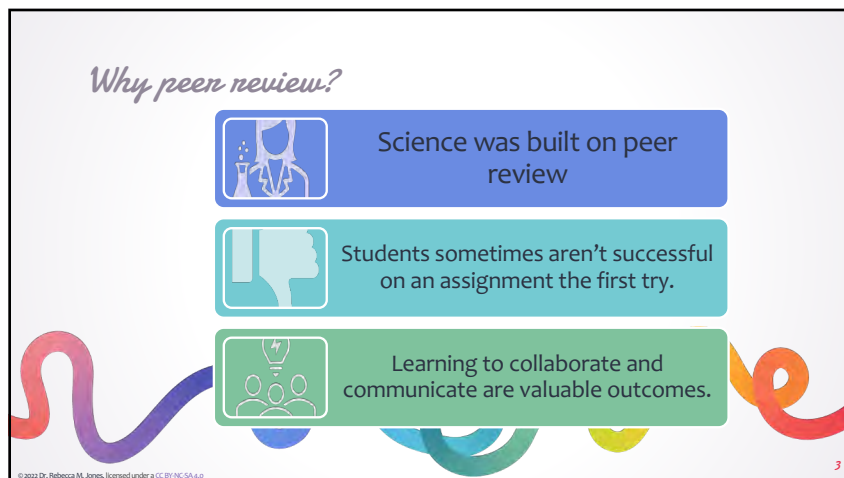 Why peer review?
Science was built on peer
review
Students sometimes aren’t successful
on an assignment the first try.
Learning to collaborate and
communicate are valuable outcomes.
© 2022 Dr. Rebecca M. Jones, licensed under a CC BY-NC-SA 4.0
3